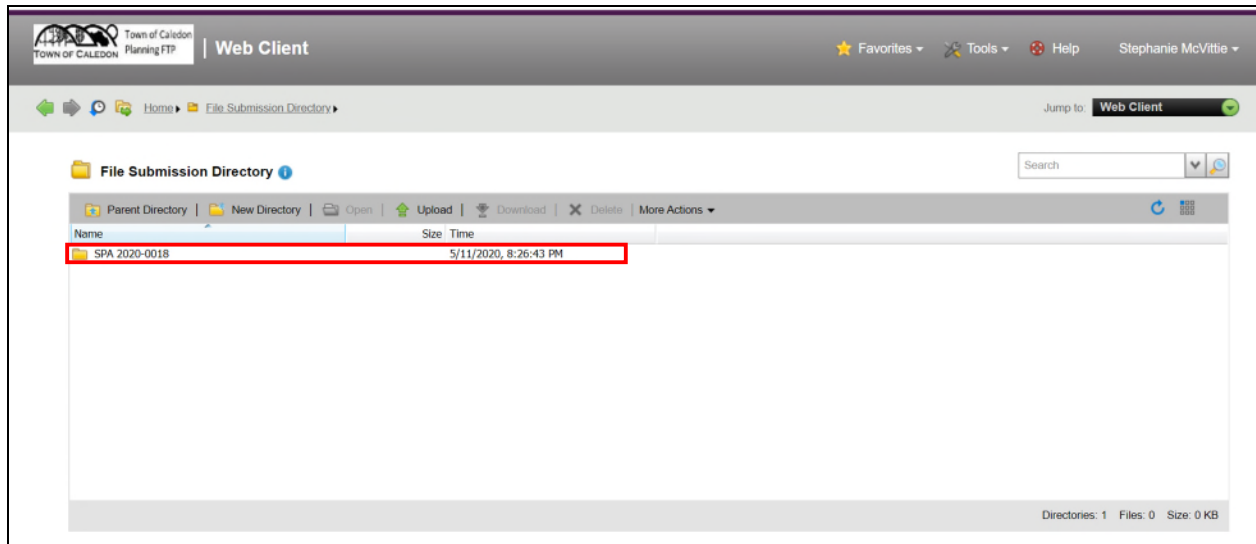 Town of Caledon
Planning FTP
TOWN OF CALEDON
| Web Client
Favorites Tools Help Stephanie McVittie
Home File Submission Directory Jump to: Web Client
File Submission Directory Search
Parent Directory | New Directory | Open | Upload | Download | Delete | More Actions
Name Size Time
SPA 2020-0018 5/11/2020, 8:26:43 PM
Directories: 1 Files: 0 Size: 0 KB